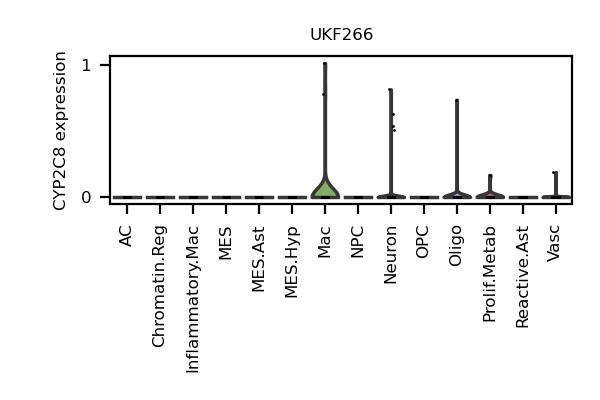 UKF266
CYP2C8 expression
1
0
AC
Chromatin.Reg
Inflammatory.Mac
MES
MES.Ast
MES.Hyp
Mac
NPC
Neuron
OPC
Oligo
Prolif.Metab
Reactive.Ast
Vasc